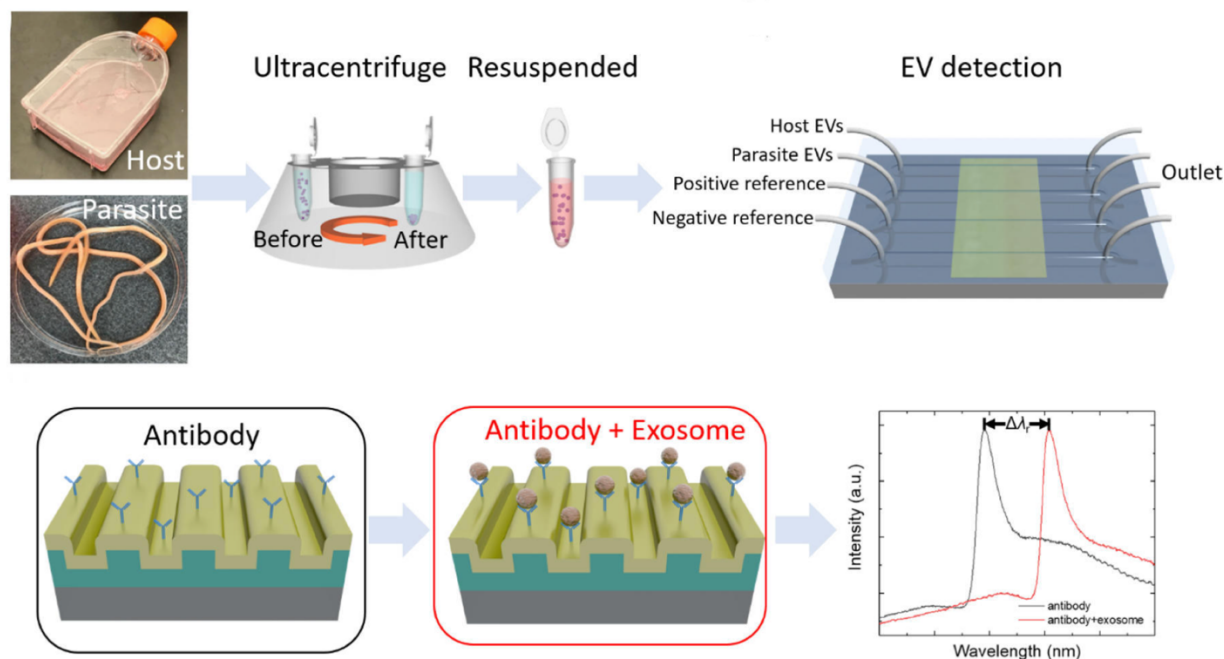 Host
Parasite
Ultracentrifuge
Before
After
Resuspended
EV detection
Host EVs
Parasite EVs
Positive reference
Negative reference
Outlet
Antibody
Antibody + Exosome
Δλr
Intensity (a.u.)
antibody
antibody+exosome
Wavelength (nm)